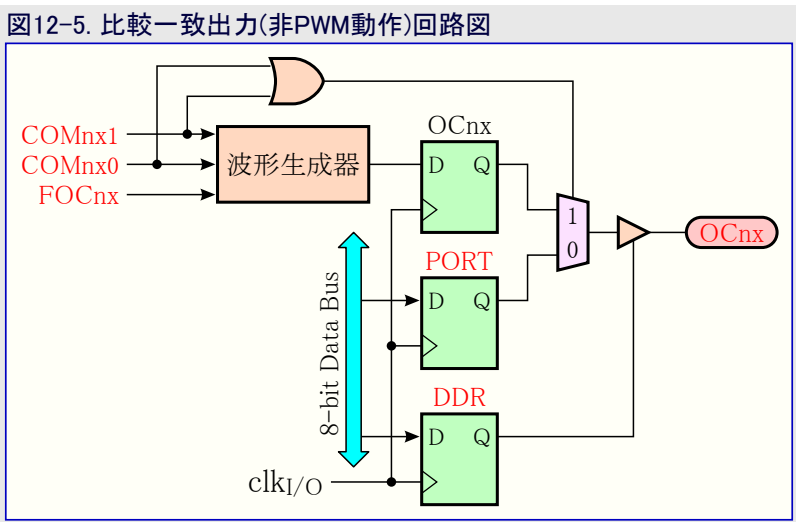 図12-5. 比較一致出力(非PWM動作)回路図
COMnx1
COMnx0
FOCnx
波形生成器
OCnx
D Q
1
0
OCnx
PORT
D Q
8-bit Data Bus
DDR
D Q
clkI/O